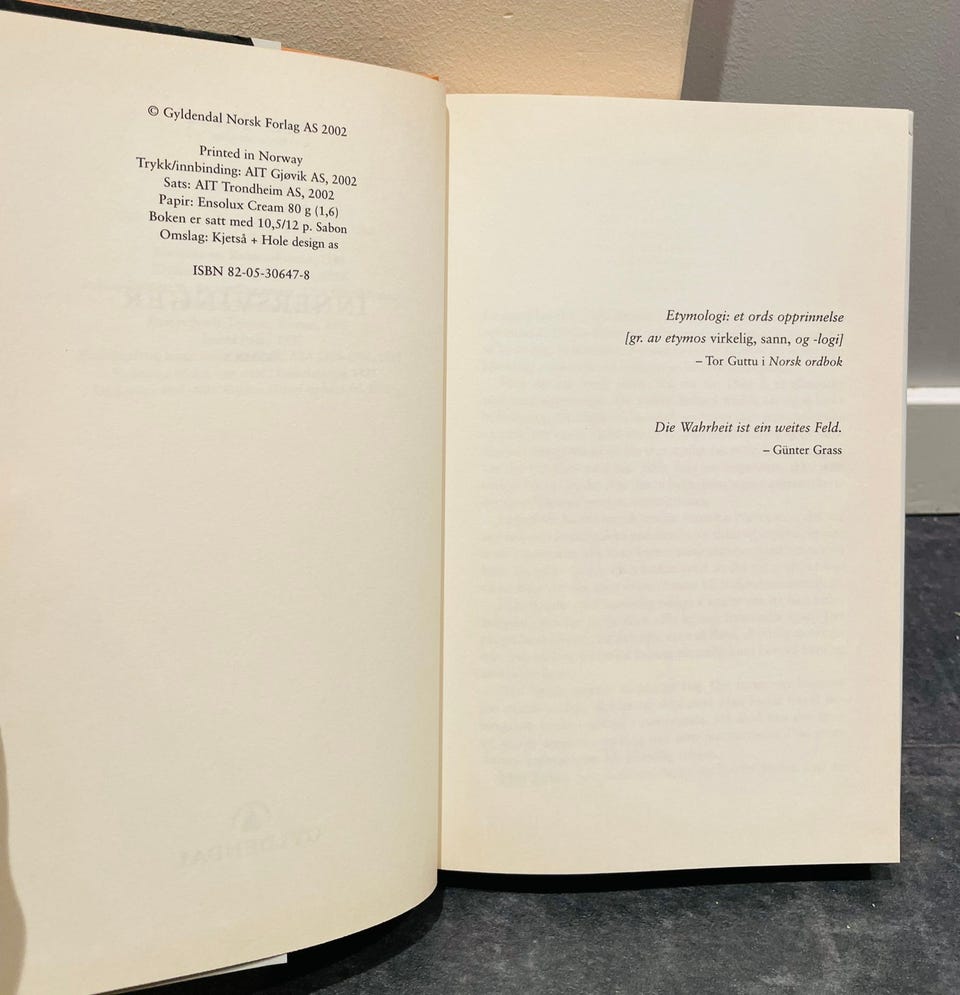 © Gyldendal Norsk Forlag AS 2002
Printed in Norway
Trykk/innbinding: AIT Gjøvik AS, 2002
Sats: AIT Trondheim AS, 2002
Papir: Ensolux Cream 80 g (1,6)
Boken er satt med 10,5/12 p. Sabon
Omslag: Kjetså + Hole design as
ISBN 82-05-30647-8
GYLDENDAL
Etymologi: et ords opprinnelse
[gr. av etymos virkelig, sann, og -logi]
– Tor Guttu i Norsk ordbok
Die Wahrheit ist ein weites Feld.
– Günter Grass